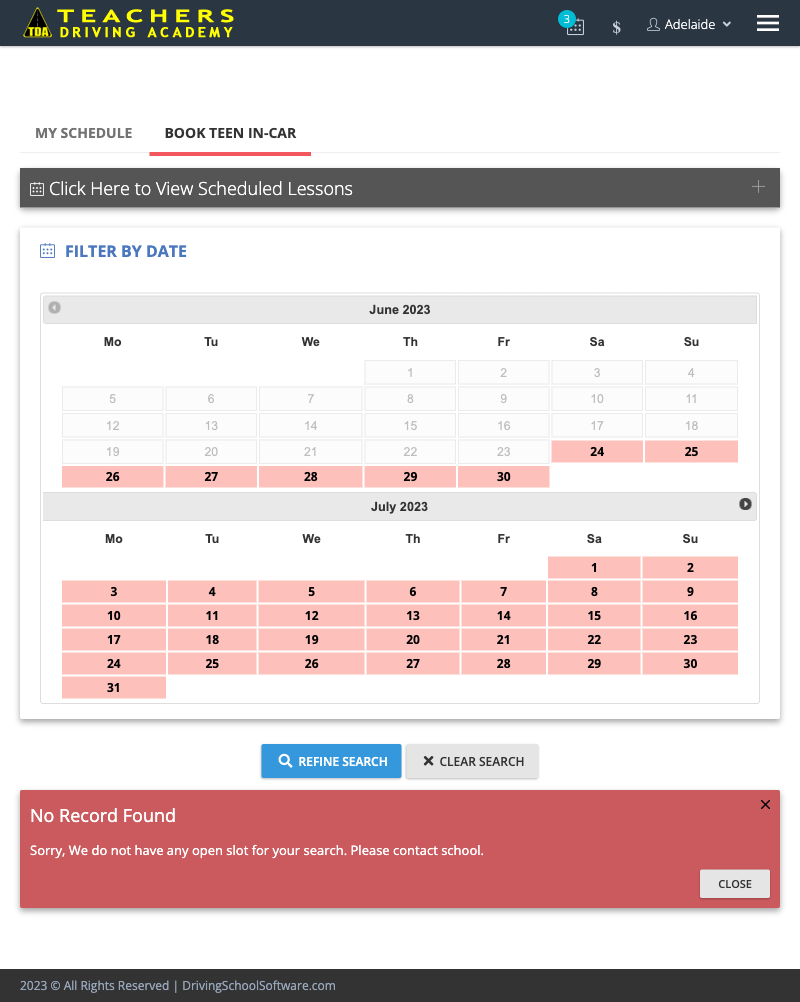 TDA
TEACHERS
DRIVING ACADEMY
3
$
Adelaide
MY SCHEDULE
BOOK TEEN IN-CAR
Click Here to View Scheduled Lessons
FILTER BY DATE
June 2023
Mo Tu We Th Fr Sa Su
1 2 3 4
5 6 7 8 9 10 11
12 13 14 15 16 17 18
19 20 21 22 23 24 25
26 27 28 29 30
July 2023
Mo Tu We Th Fr Sa Su
1 2
3 4 5 6 7 8 9
10 11 12 13 14 15 16
17 18 19 20 21 22 23
24 25 26 27 28 29 30
31
REFINE SEARCH
CLEAR SEARCH
No Record Found
Sorry, We do not have any open slot for your search. Please contact school.
CLOSE
2023 © All Rights Reserved | DrivingSchoolSoftware.com